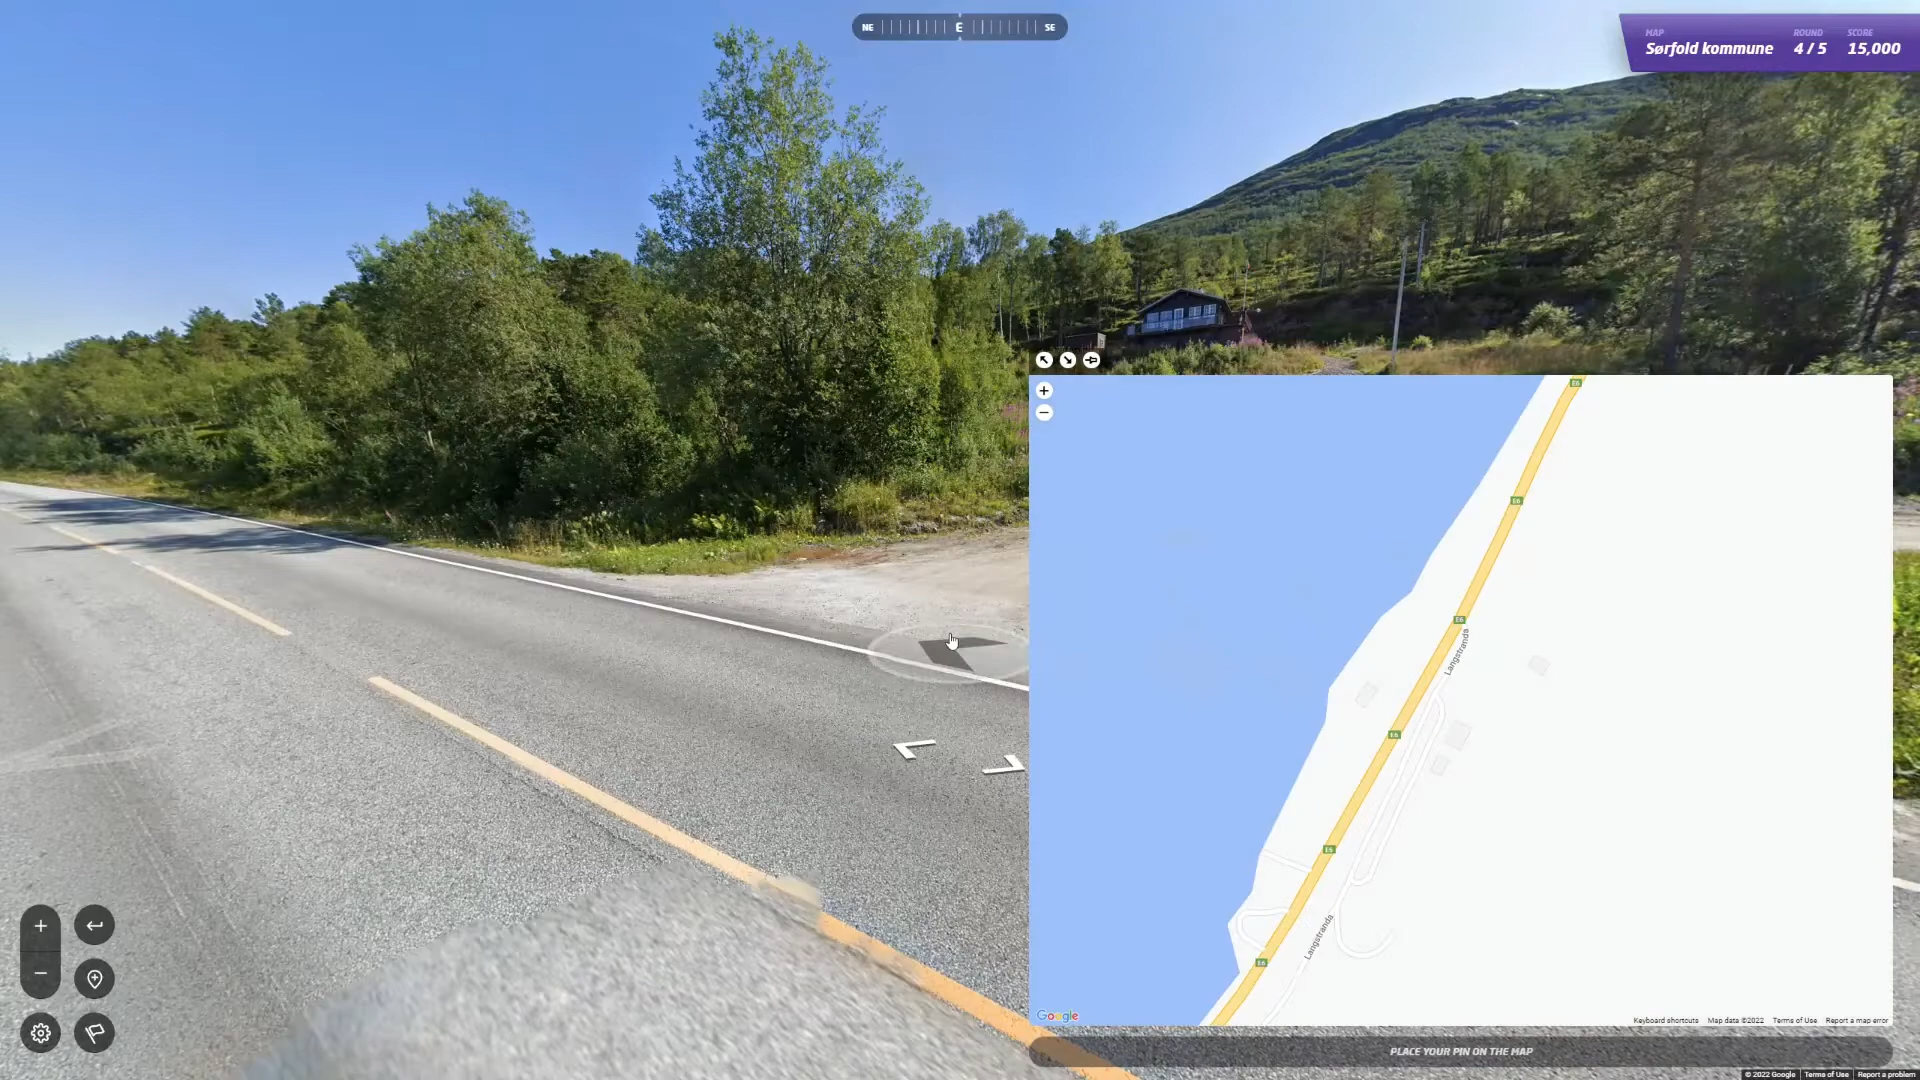 NE E SE
MAP ROUND SCORE
Sørfold kommune 4 / 5 15,000
E6
E6
E6
Langstranda
E6
E6
Langstranda
E6
Google
Keyboard shortcuts Map data ©2022 Terms of Use Report a map error
PLACE YOUR PIN ON THE MAP
© 2022 Google Terms of Use Report a problem